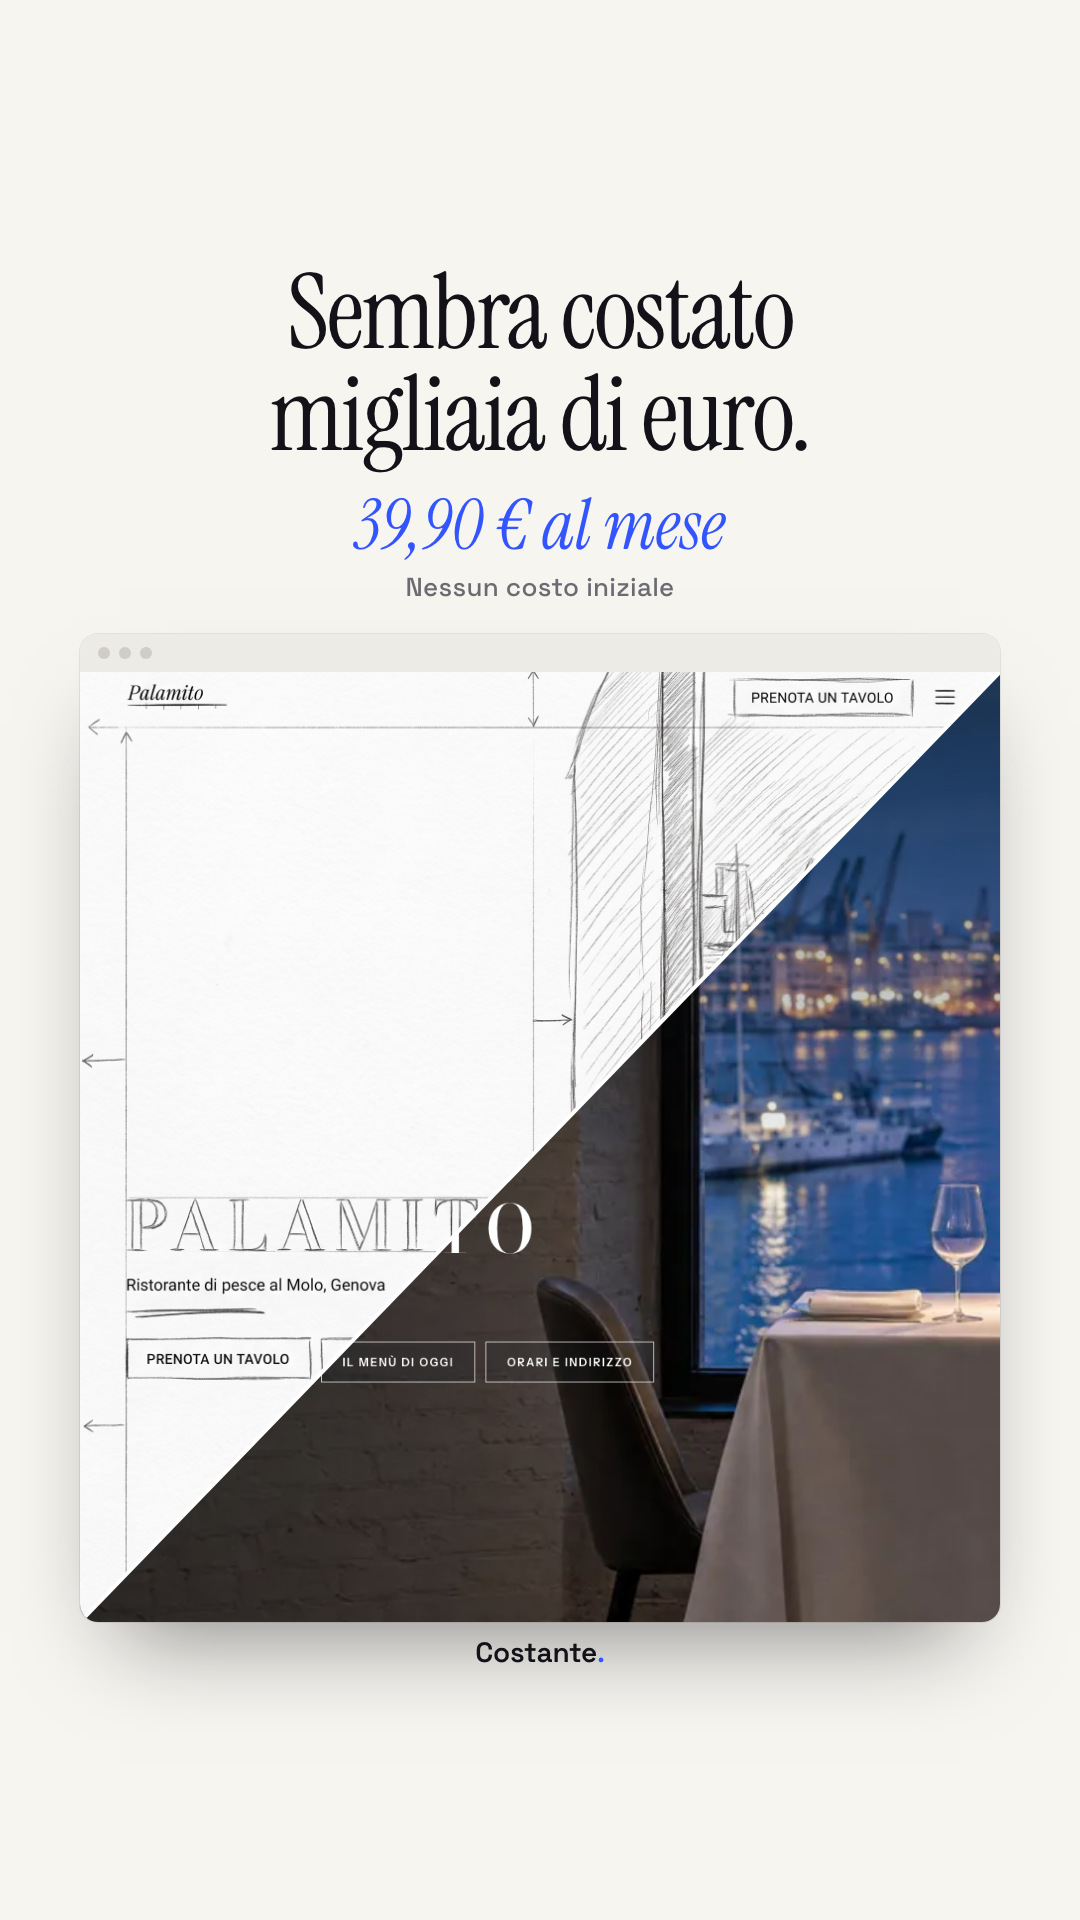 Sembra costato
migliaia di euro.
39,90 € al mese
Nessun costo iniziale
Palamito
PRENOTA UN TAVOLO
PALAMITO
Ristorante di pesce al Molo, Genova
PRENOTA UN TAVOLO
IL MENÙ DI OGGI
ORARI E INDIRIZZO
Costante.